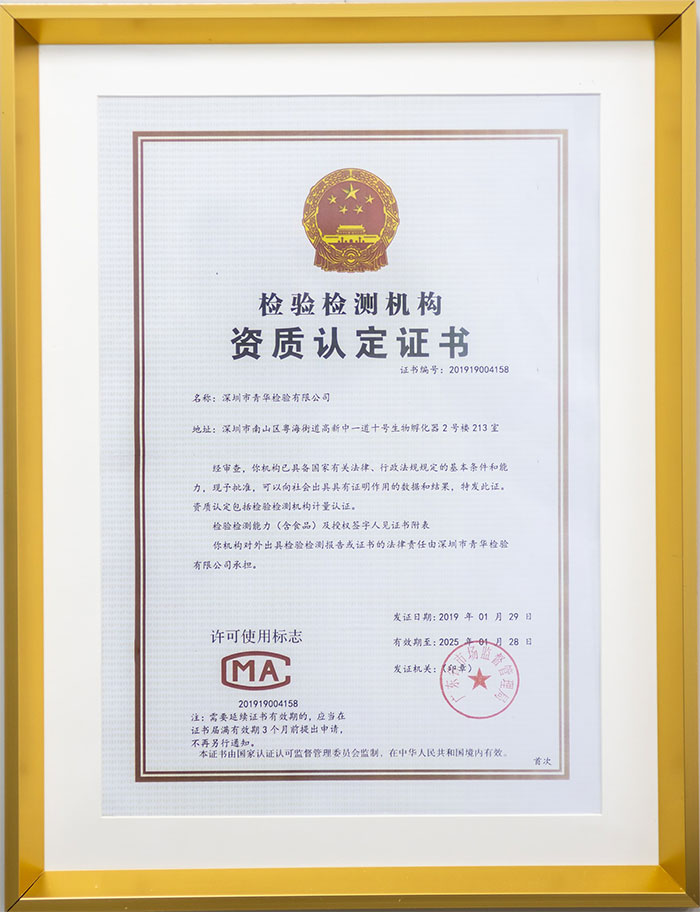 检验检测机构
资质认定证书
证书编号：201919004158
名称：深圳市青华检验有限公司
地址：深圳市南山区粤海街道高新中一道十号生物孵化器2号楼213室
经审查，你机构已具备国家有关法律、行政法规规定的基本条件和能
力，现予批准，可以向社会出具具有证明作用的数据和结果，特发此证。
资质认定包括检验检测机构计量认证。
检验检测能力（含食品）及授权签字人见证书附表
你机构对外出具检验检测报告或证书的法律责任由深圳市青华检验
有限公司承担。
许可使用标志
CMA
201919004158
发证日期：2019 年 01 月 29 日
有效期至：2025 年 01 月 28 日
发证机关：（印章）
广东省市场监督管理局
注：需要延续证书有效期的，应当在
证书届满有效期3个月前提出申请，
不再另行通知。
本证书由国家认证认可监督管理委员会监制，在中华人民共和国境内有效。
首次